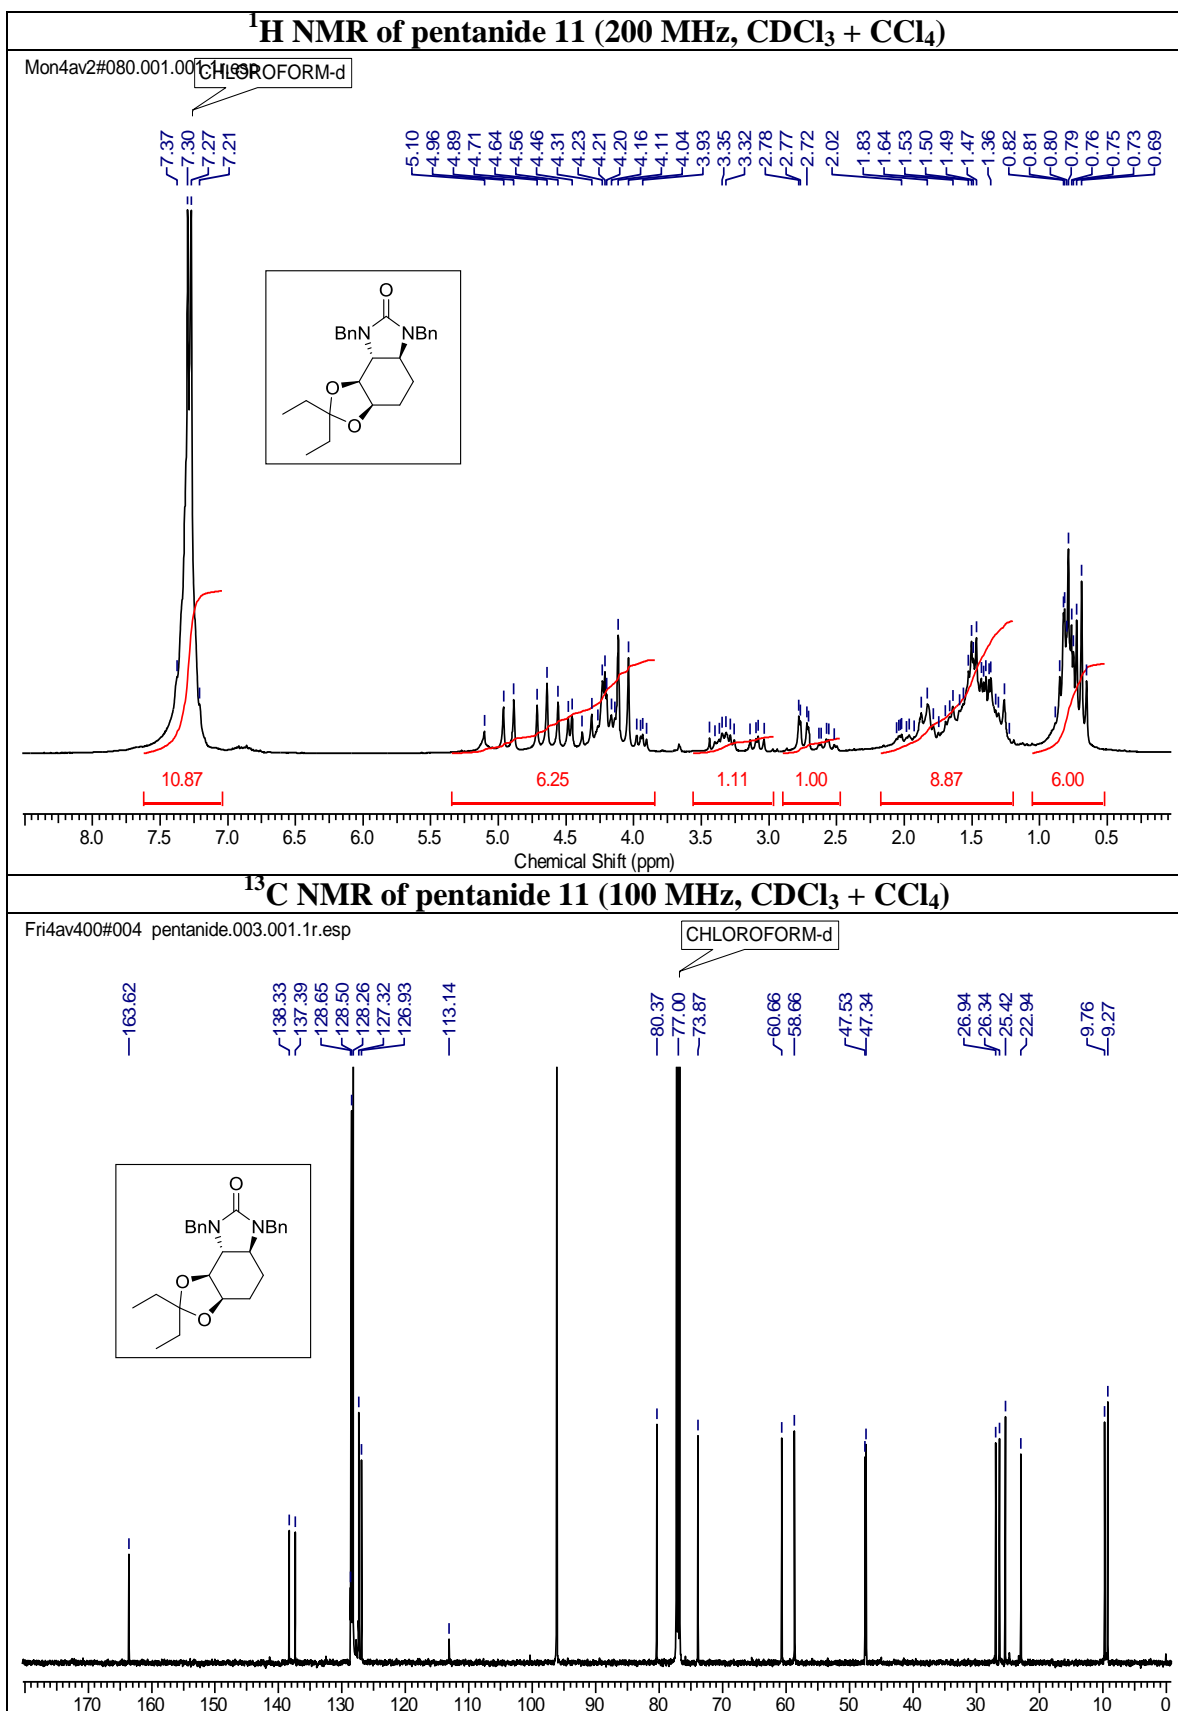 ¹H NMR of pentanide 11 (200 MHz, CDCl₃ + CCl₄)
Mon4av2#080.001.001.1r.esp
CHLOROFORM-d
7.37 7.30 7.27 7.21 5.10 4.96 4.89 4.71 4.64 4.56 4.46 4.31 4.23 4.21 4.20 4.16 4.11 4.04 3.93 3.35 3.32 2.78 2.77 2.72 2.02 1.83 1.64 1.53 1.50 1.49 1.47 1.36 0.82 0.81 0.80 0.79 0.76 0.75 0.73 0.69
O
BnN NBn
O
O
10.87 6.25 1.11 1.00 8.87 6.00
8.0 7.5 7.0 6.5 6.0 5.5 5.0 4.5 4.0 3.5 3.0 2.5 2.0 1.5 1.0 0.5
Chemical Shift (ppm)
¹³C NMR of pentanide 11 (100 MHz, CDCl₃ + CCl₄)
Fri4av400#004 pentanide.003.001.1r.esp
CHLOROFORM-d
163.62 138.33 137.39 128.65 128.50 128.26 127.32 126.93 113.14 80.37 77.00 73.87 60.66 58.66 47.53 47.34 26.94 26.34 25.42 22.94 9.76 9.27
O
BnN NBn
O
O
170 160 150 140 130 120 110 100 90 80 70 60 50 40 30 20 10 0